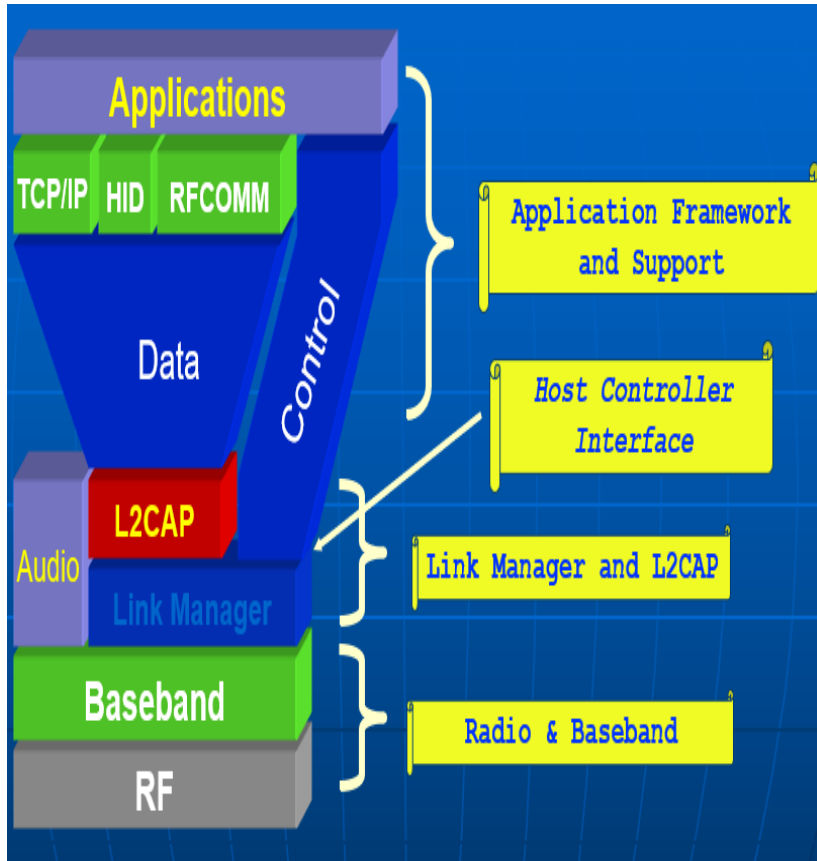 Applications
TCP/IP HID RFCOMM
Application Framework
and Support
Control
Data
Host Controller
Interface
L2CAP
Audio
Link Manager and L2CAP
Link Manager
Baseband
Radio & Baseband
RF